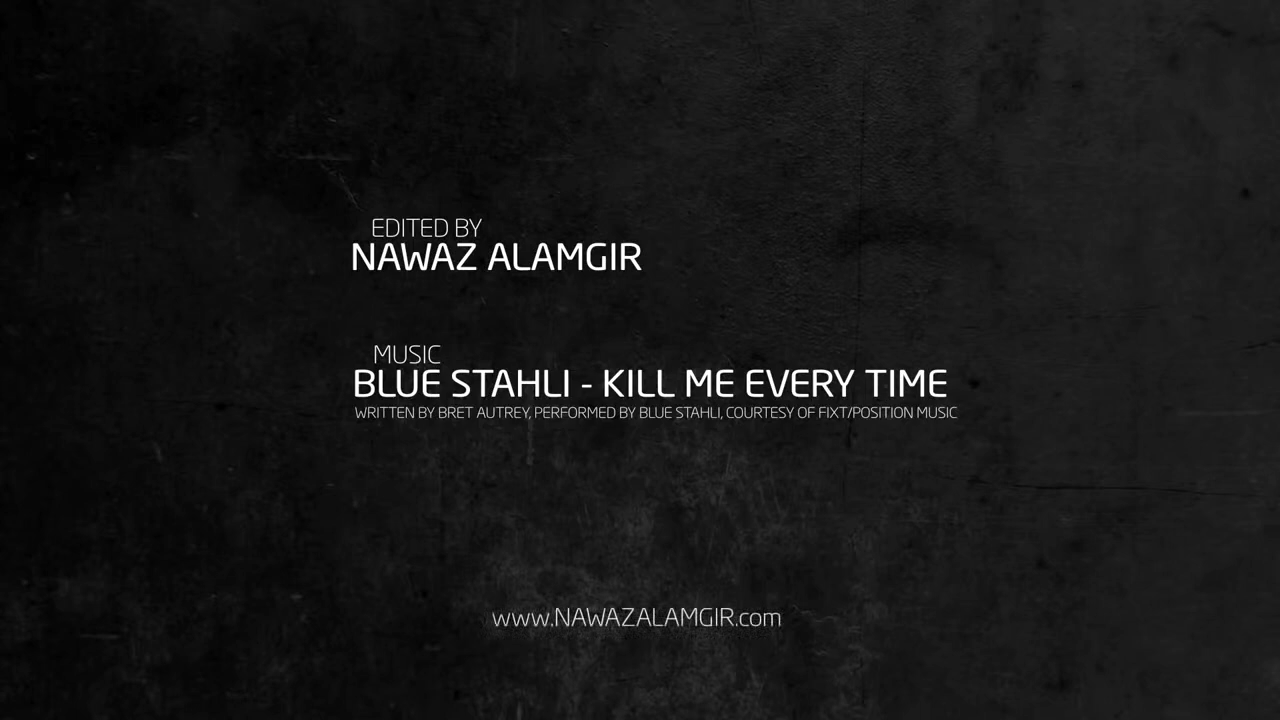 EDITED BY
NAWAZ ALAMGIR
MUSIC
BLUE STAHLI - KILL ME EVERY TIME
WRITTEN BY BRET AUTREY, PERFORMED BY BLUE STAHLI, COURTESY OF FIXT/POSITION MUSIC
www.NAWAZALAMGIR.com